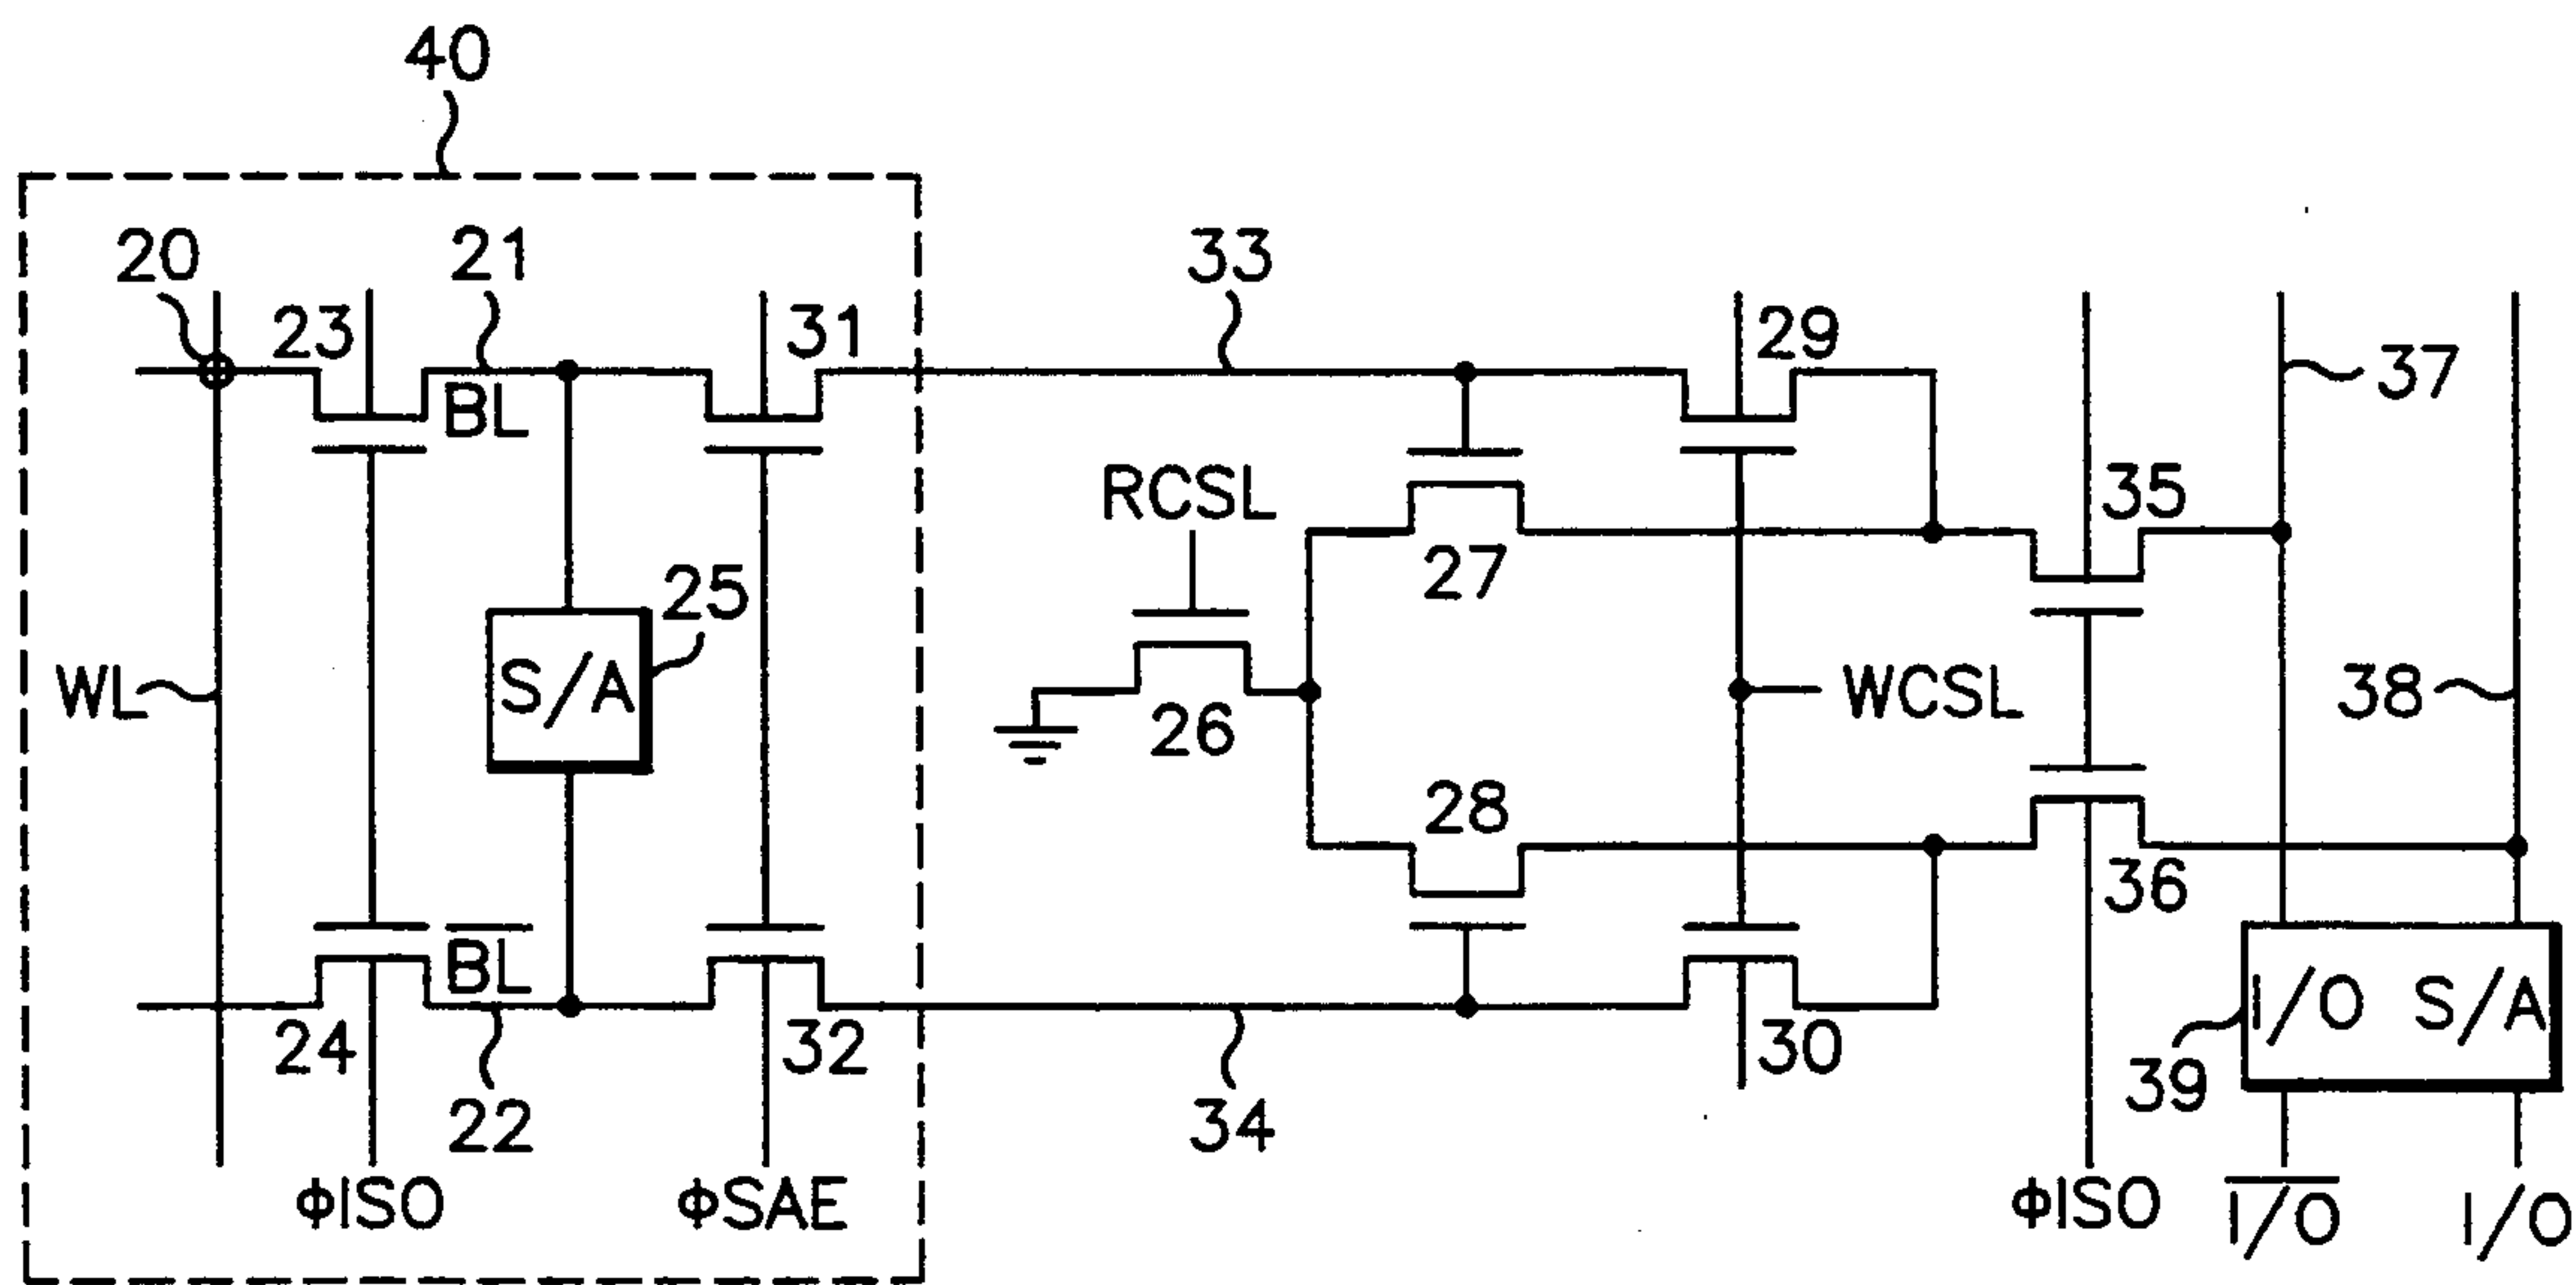 40
20
21
33
23
31
29
37
BL
RCSL
35
27
25
S/A
WL
26
WCSL
38
28
36
B̅L̅
I/O S/A
24
32
30
39
22
34
ϕISO
ϕSAE
ϕISO
I̅/̅O̅
I/O